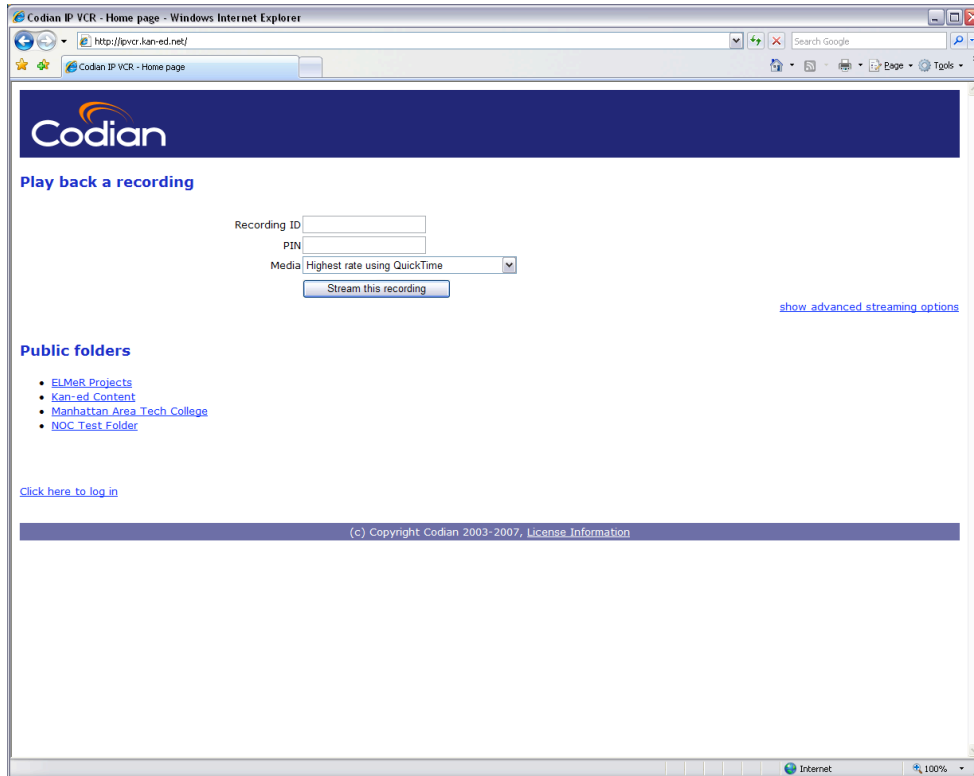 Codian IP VCR - Home page - Windows Internet Explorer
http://ipvcr.kan-ed.net/
Search Google
Codian IP VCR - Home page
Page
Tools
Codian
Play back a recording
Recording ID
PIN
Media Highest rate using QuickTime
Stream this recording
show advanced streaming options
Public folders
ELMeR Projects
Kan-ed Content
Manhattan Area Tech College
NOC Test Folder
Click here to log in
(c) Copyright Codian 2003-2007, License Information
Internet
100%